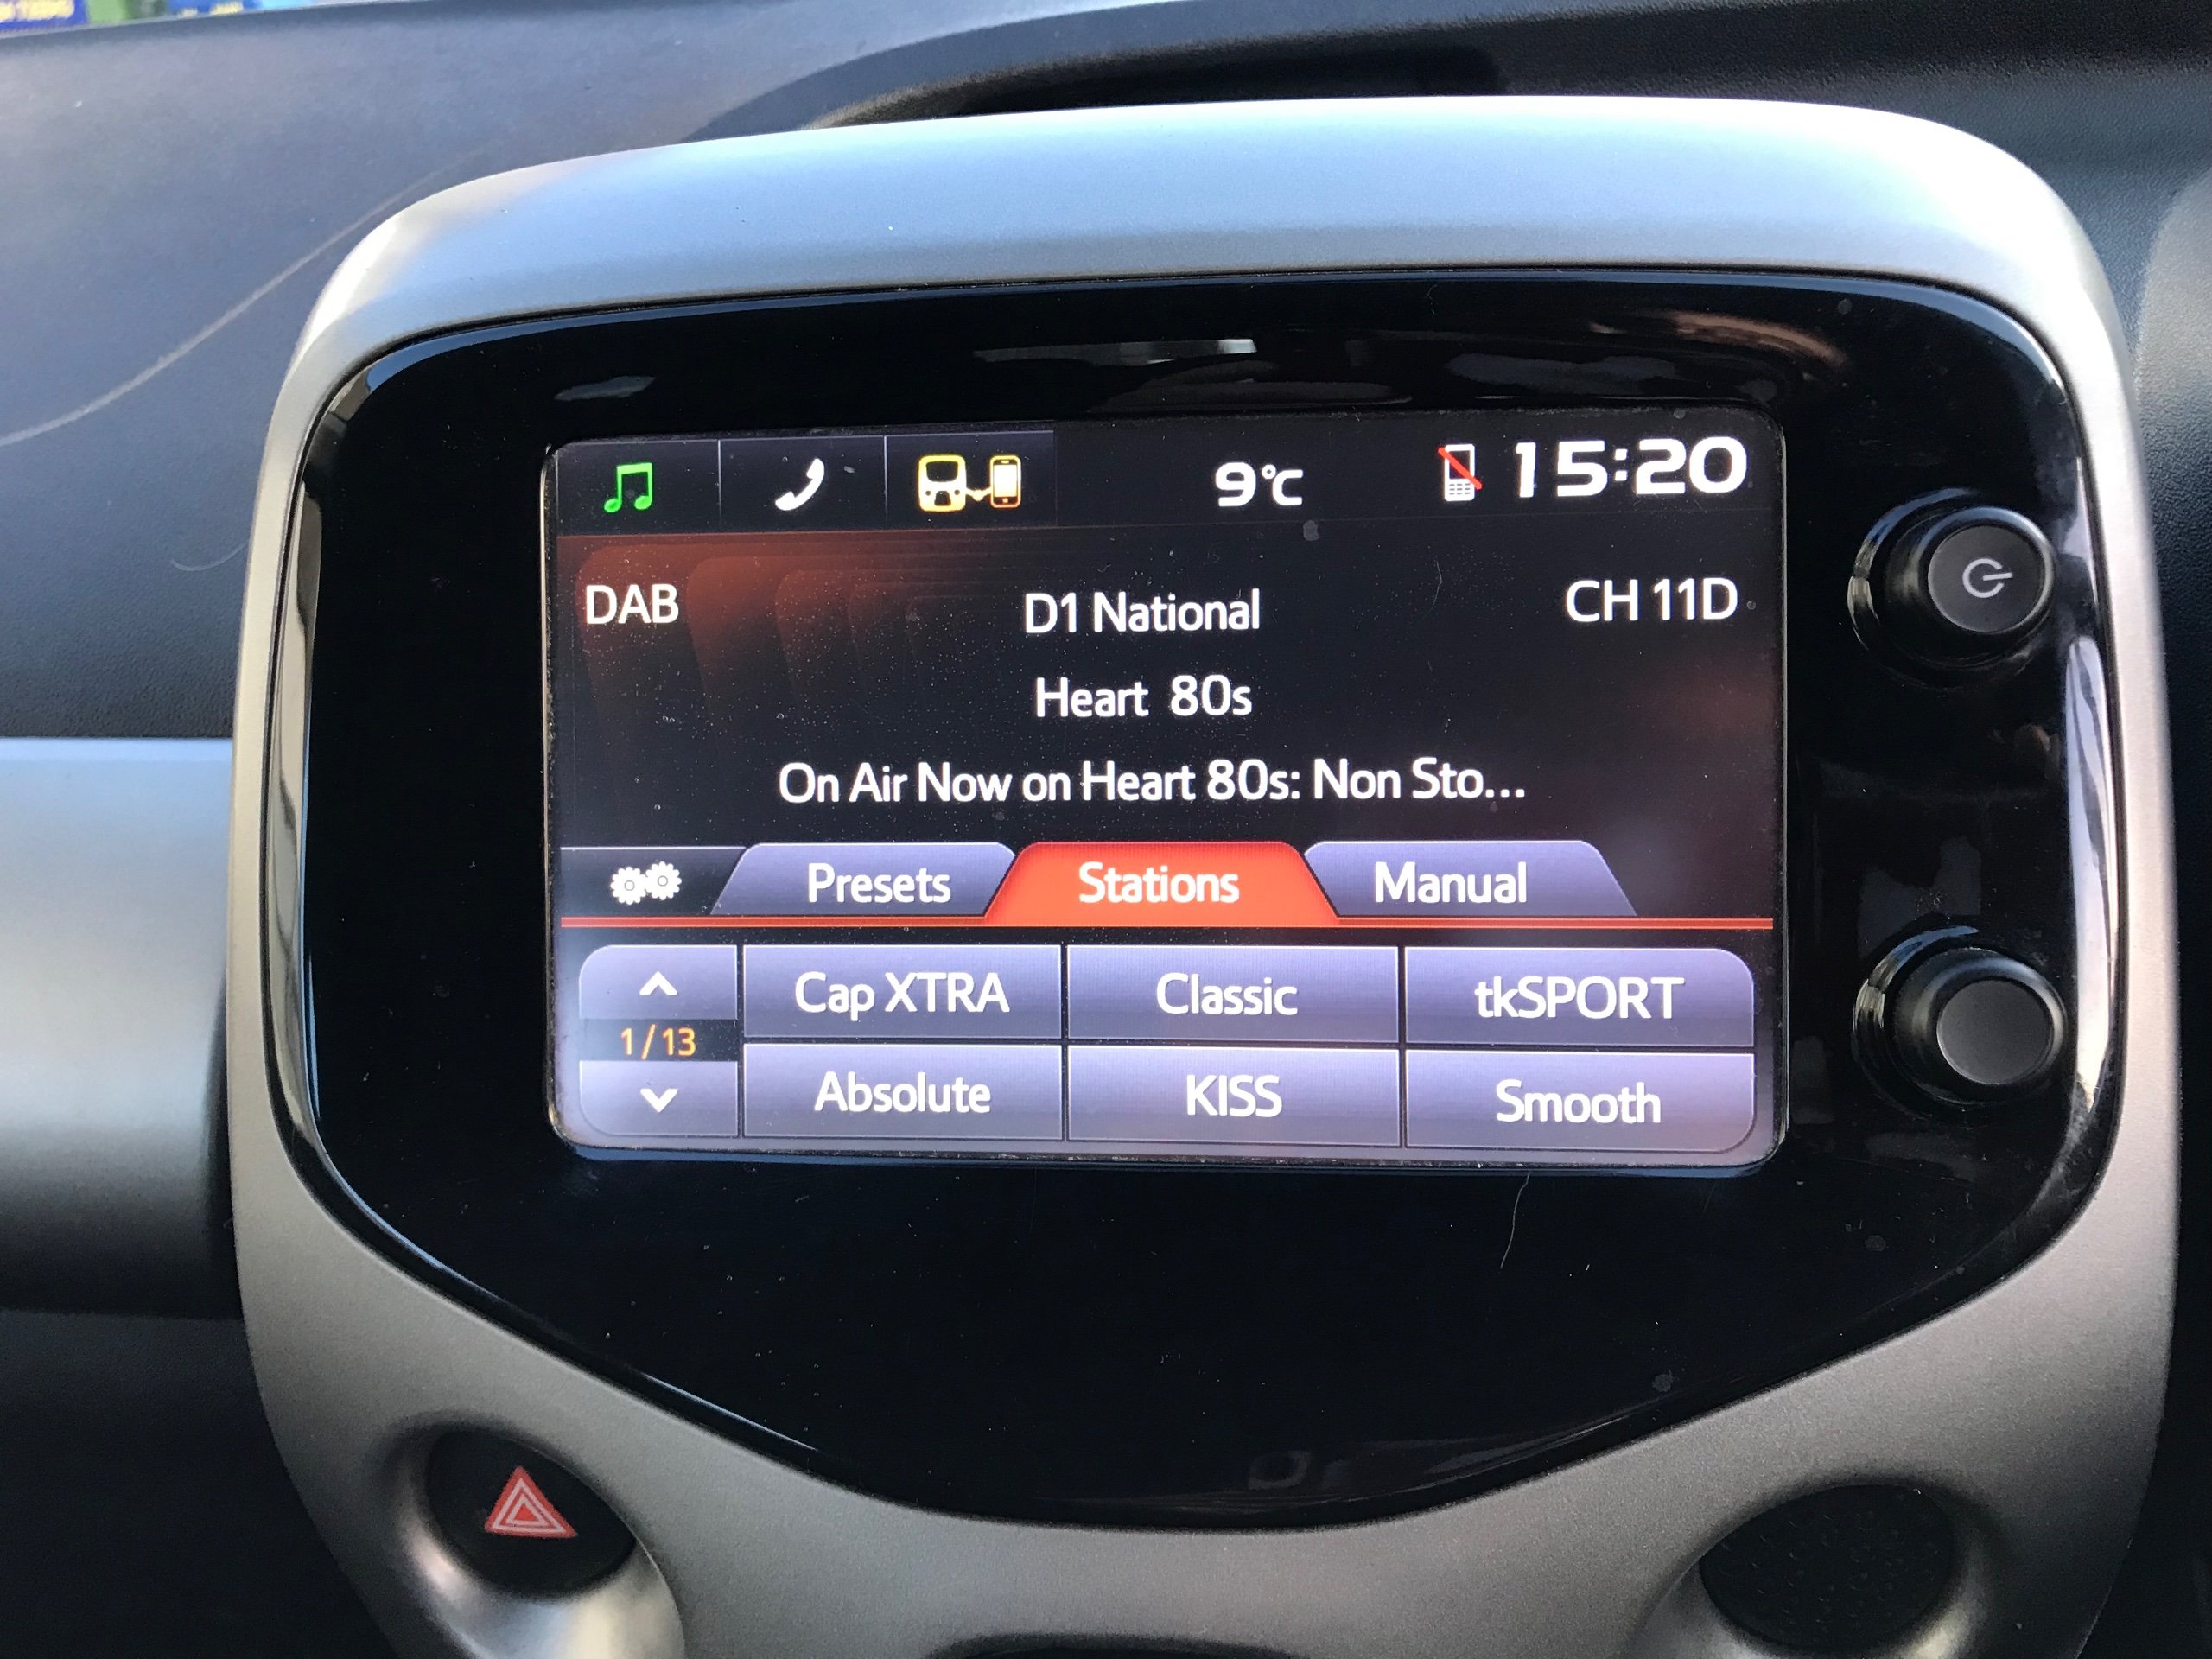 9°C 15:20
DAB D1 National CH 11D
Heart 80s
On Air Now on Heart 80s: Non Sto...
Presets Stations Manual
Cap XTRA Classic tkSPORT
1/13
Absolute KISS Smooth